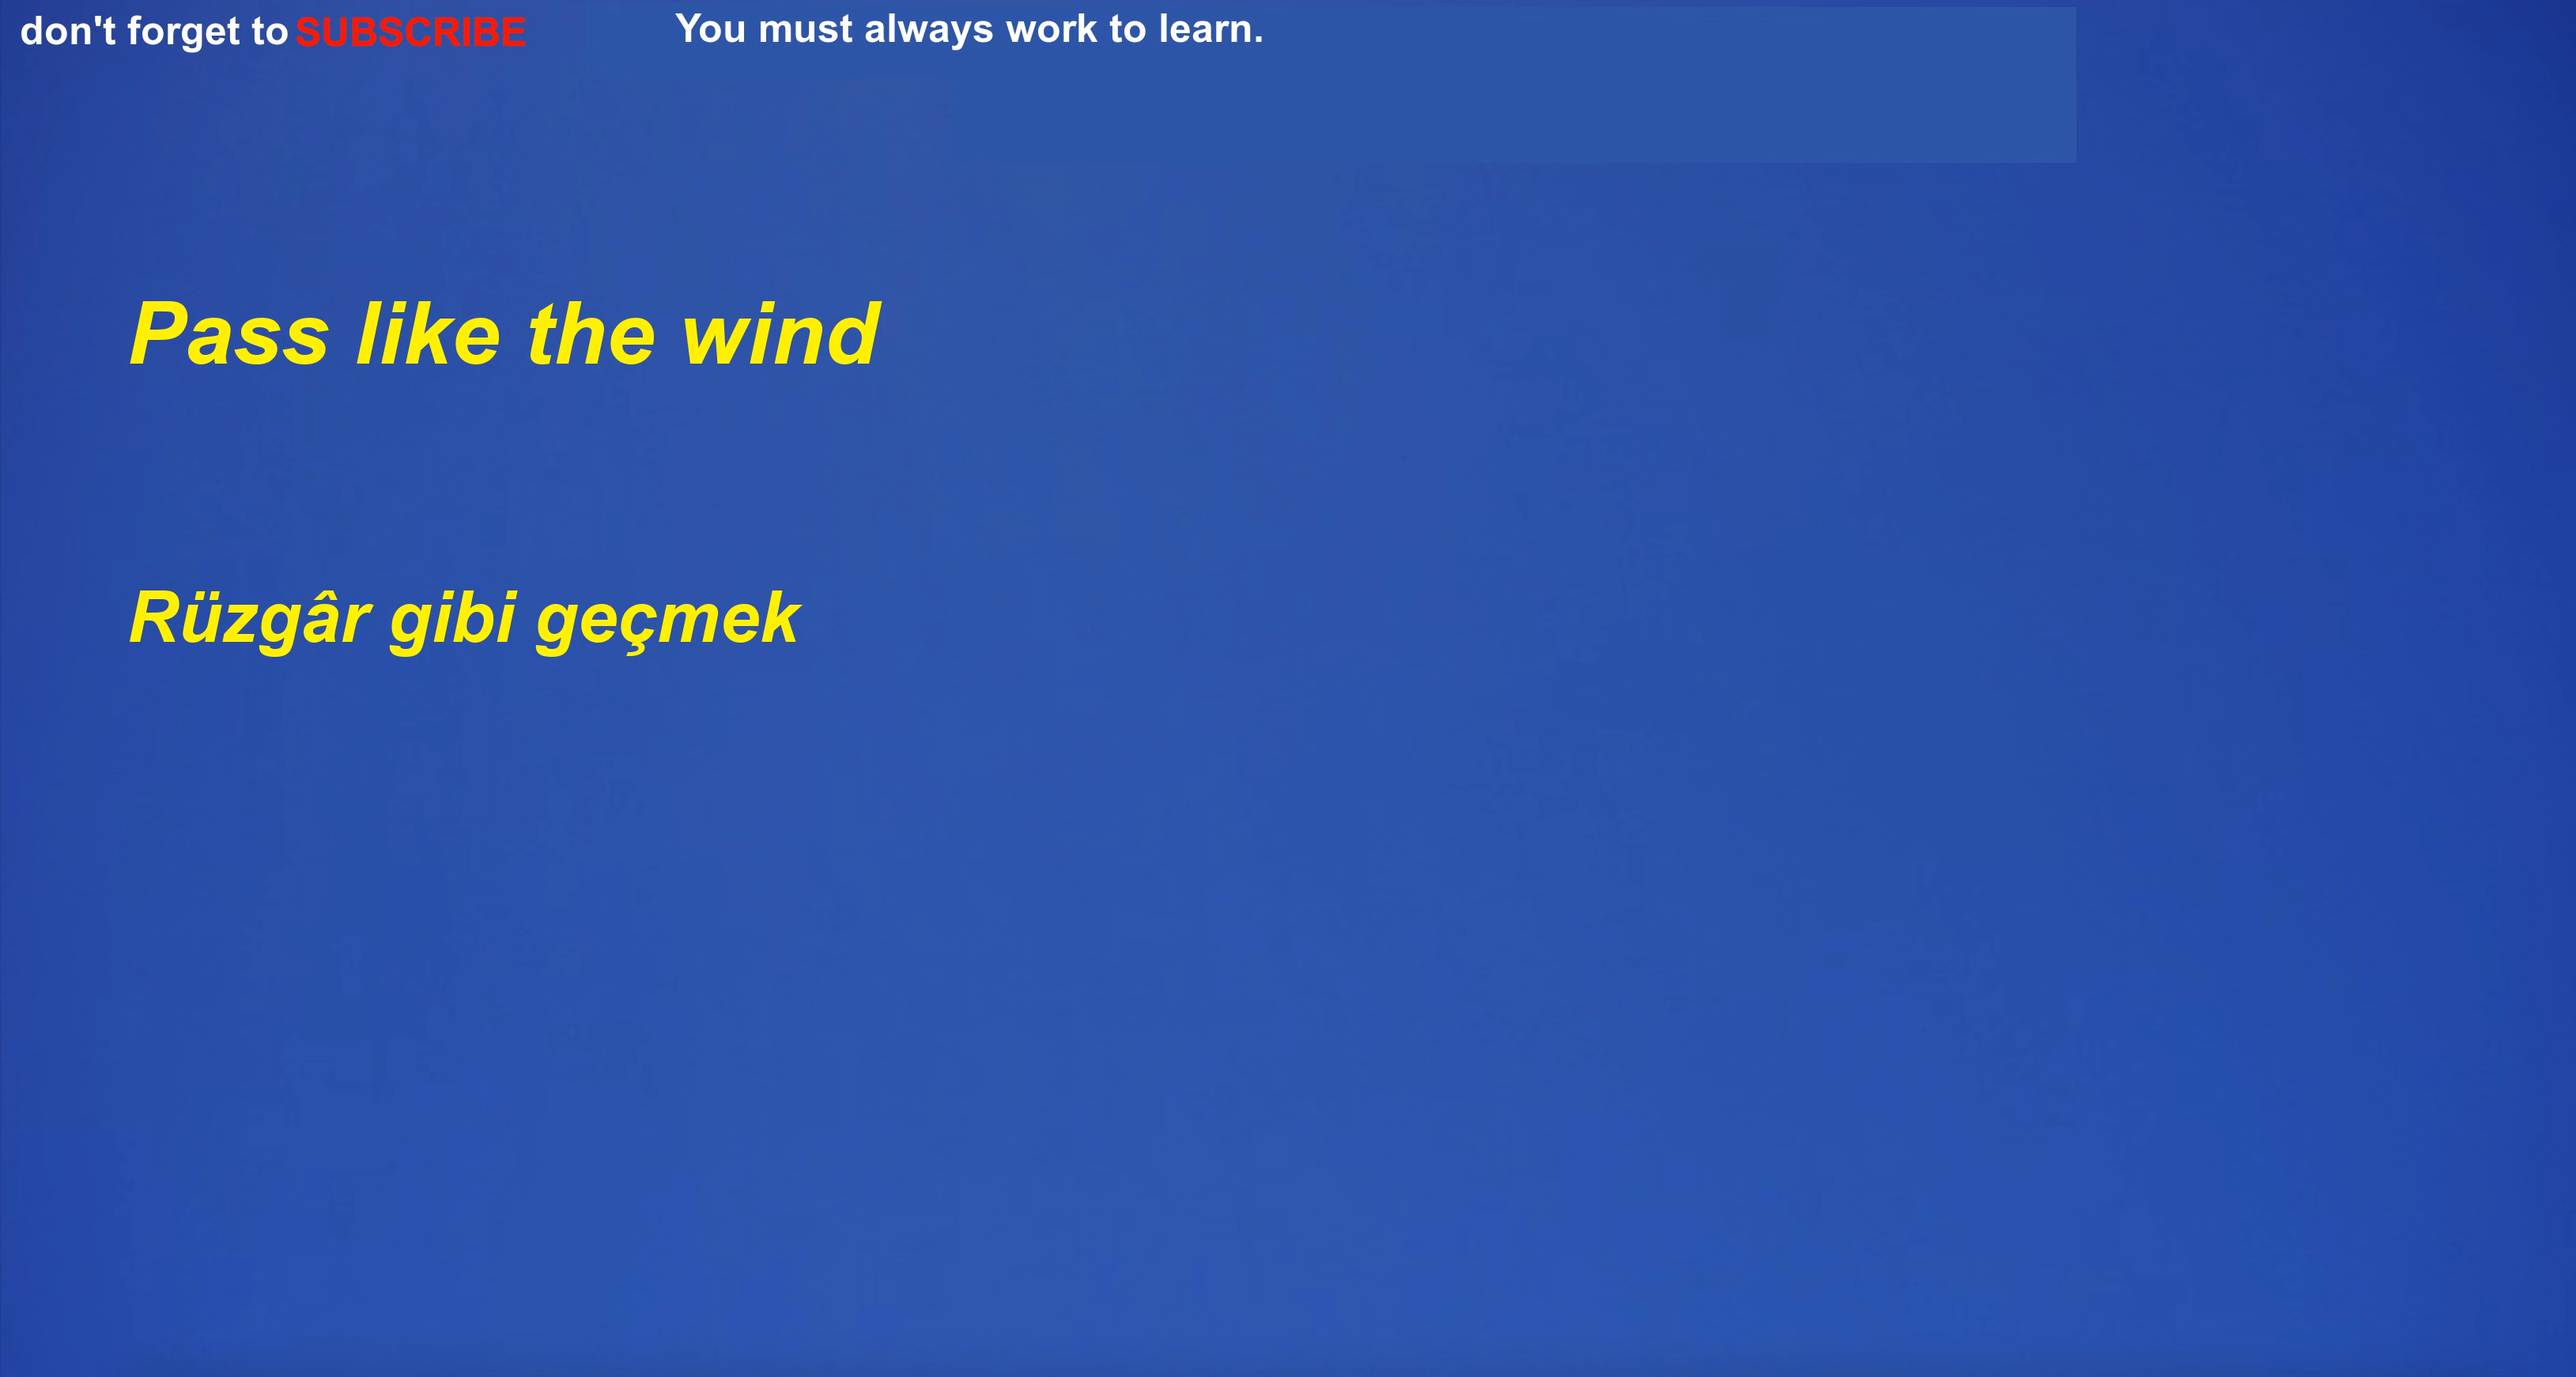 don't forget to SUBSCRIBE
You must always work to learn.
Pass like the wind
Rüzgâr gibi geçmek